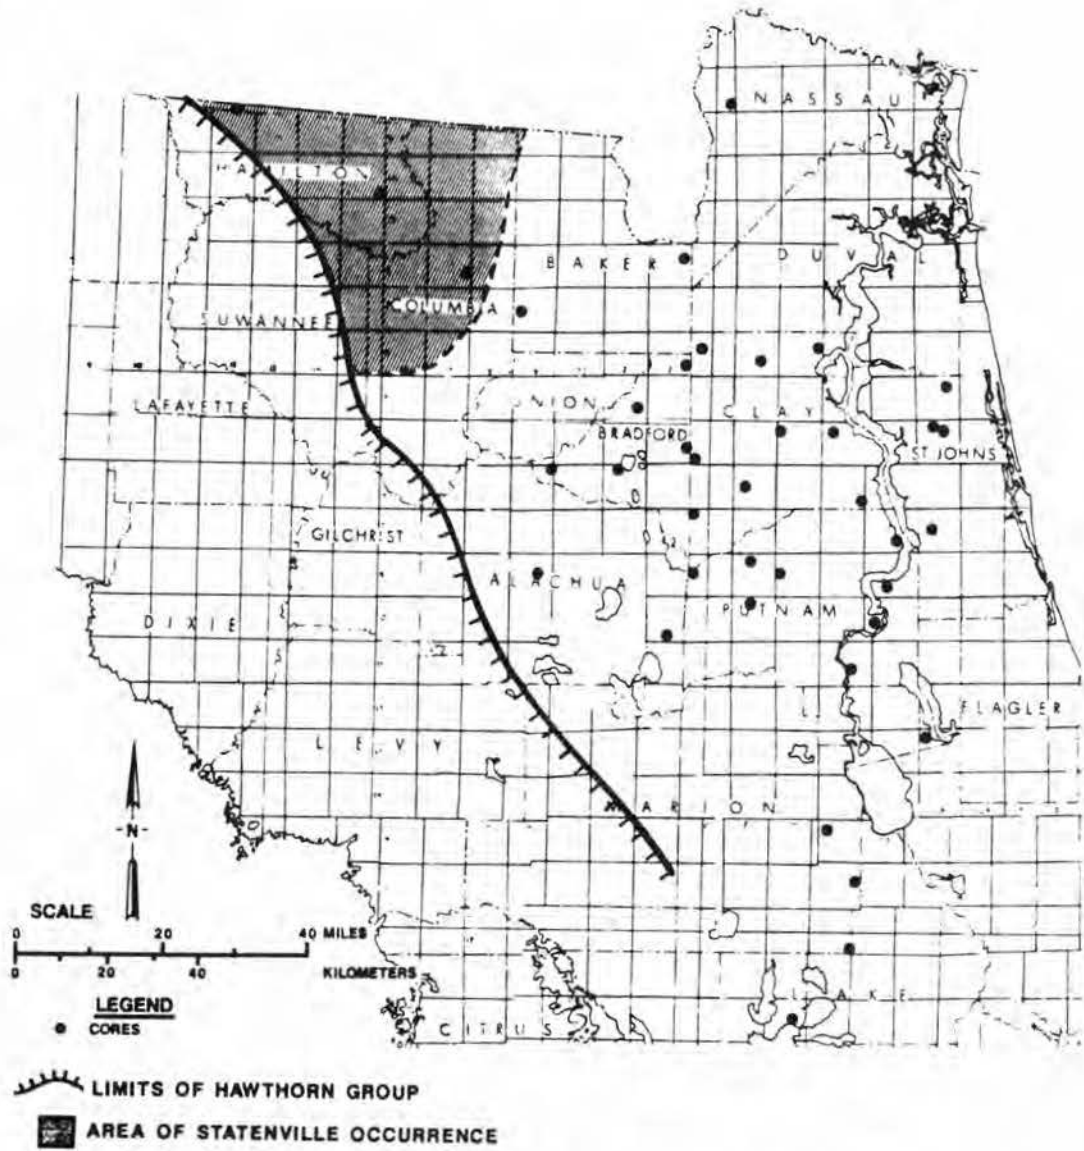 NASSAU
HAMILTON
BAKER
DUVAL
COLUMBIA
SUWANNEE
LAFAYETTE
UNION
CLAY
BRADFORD
ST JOHNS
GILCHRIST
ALACHUA
PUTNAM
DIXIE
FLAGLER
LEVY
MARION
-N-
SCALE
0 20 40 MILES
0 20 40
KILOMETERS
LEGEND
CORES
LAKE
CITRUS
LIMITS OF HAWTHORN GROUP
AREA OF STATENVILLE OCCURRENCE